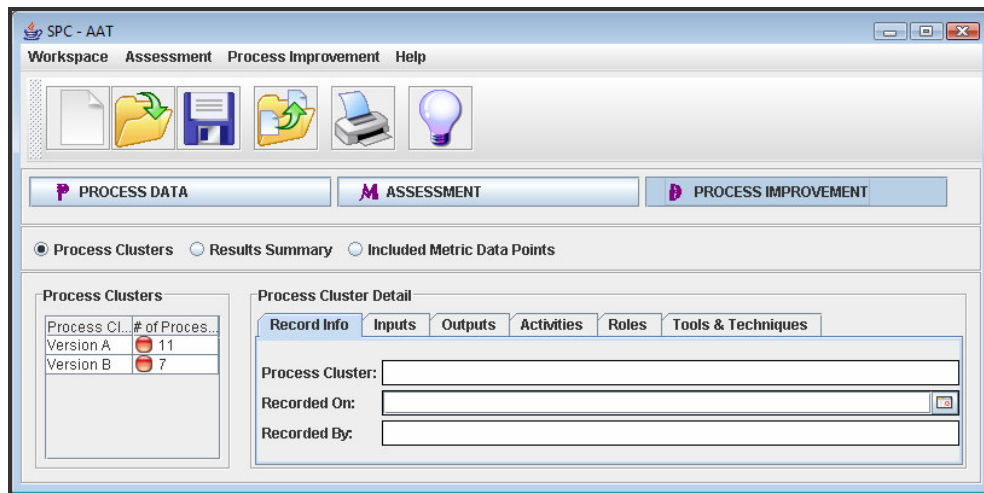 SPC - AAT
Workspace Assessment Process Improvement Help
P PROCESS DATA M ASSESSMENT D PROCESS IMPROVEMENT
Process Clusters Results Summary Included Metric Data Points
Process Clusters
Process Cl... # of Proces...
Version A 11
Version B 7
Process Cluster Detail
Record Info Inputs Outputs Activities Roles Tools & Techniques
Process Cluster:
Recorded On:
Recorded By: